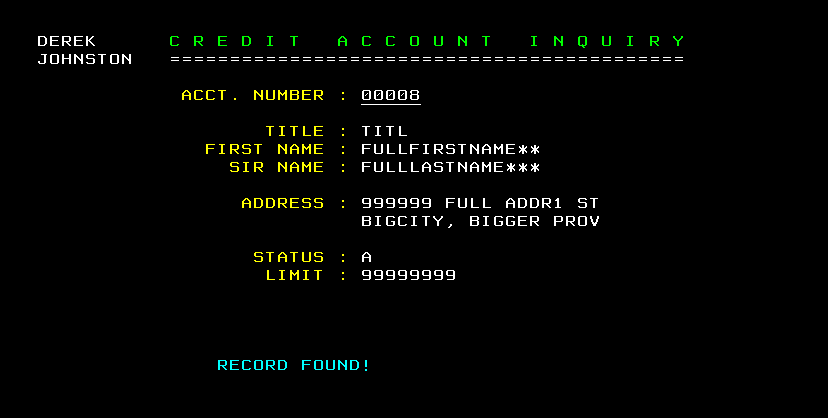 DEREK C R E D I T A C C O U N T I N Q U I R Y
JOHNSTON ===========================================
ACCT. NUMBER : 00008
TITLE : TITL
FIRST NAME : FULLFIRSTNAME**
SIR NAME : FULLLASTNAME***
ADDRESS : 999999 FULL ADDR1 ST
BIGCITY, BIGGER PROV
STATUS : A
LIMIT : 99999999
RECORD FOUND!